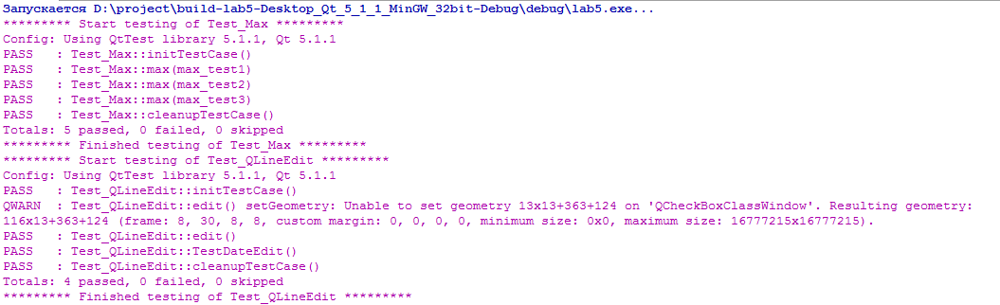 Запускается D:\project\build-lab5-Desktop_Qt_5_1_1_MinGW_32bit-Debug\debug\lab5.exe...
********* Start testing of Test_Max *********
Config: Using QtTest library 5.1.1, Qt 5.1.1
PASS   : Test_Max::initTestCase()
PASS   : Test_Max::max(max_test1)
PASS   : Test_Max::max(max_test2)
PASS   : Test_Max::max(max_test3)
PASS   : Test_Max::cleanupTestCase()
Totals: 5 passed, 0 failed, 0 skipped
********* Finished testing of Test_Max *********
********* Start testing of Test_QLineEdit *********
Config: Using QtTest library 5.1.1, Qt 5.1.1
PASS   : Test_QLineEdit::initTestCase()
QWARN  : Test_QLineEdit::edit() setGeometry: Unable to set geometry 13x13+363+124 on 'QCheckBoxClassWindow'. Resulting geometry:
116x13+363+124 (frame: 8, 30, 8, 8, custom margin: 0, 0, 0, 0, minimum size: 0x0, maximum size: 16777215x16777215).
PASS   : Test_QLineEdit::edit()
PASS   : Test_QLineEdit::TestDateEdit()
PASS   : Test_QLineEdit::cleanupTestCase()
Totals: 4 passed, 0 failed, 0 skipped
********* Finished testing of Test_QLineEdit *********